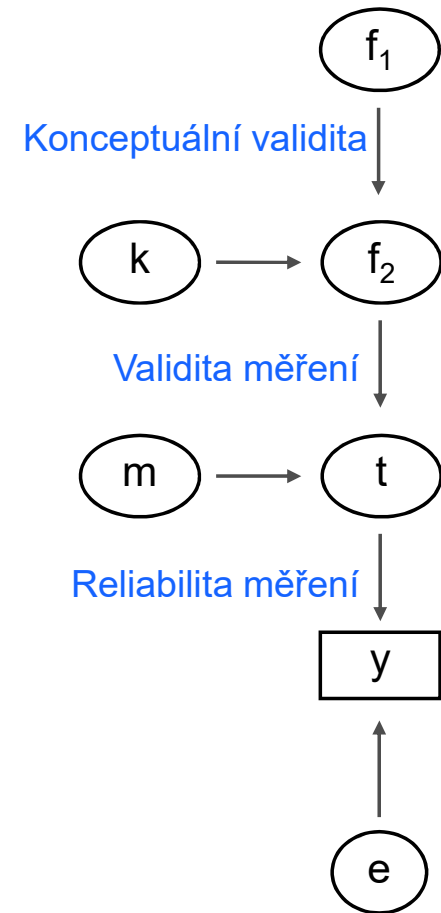 f₁
Konceptuální validita
k
f₂
Validita měření
m
t
Reliabilita měření
y
e